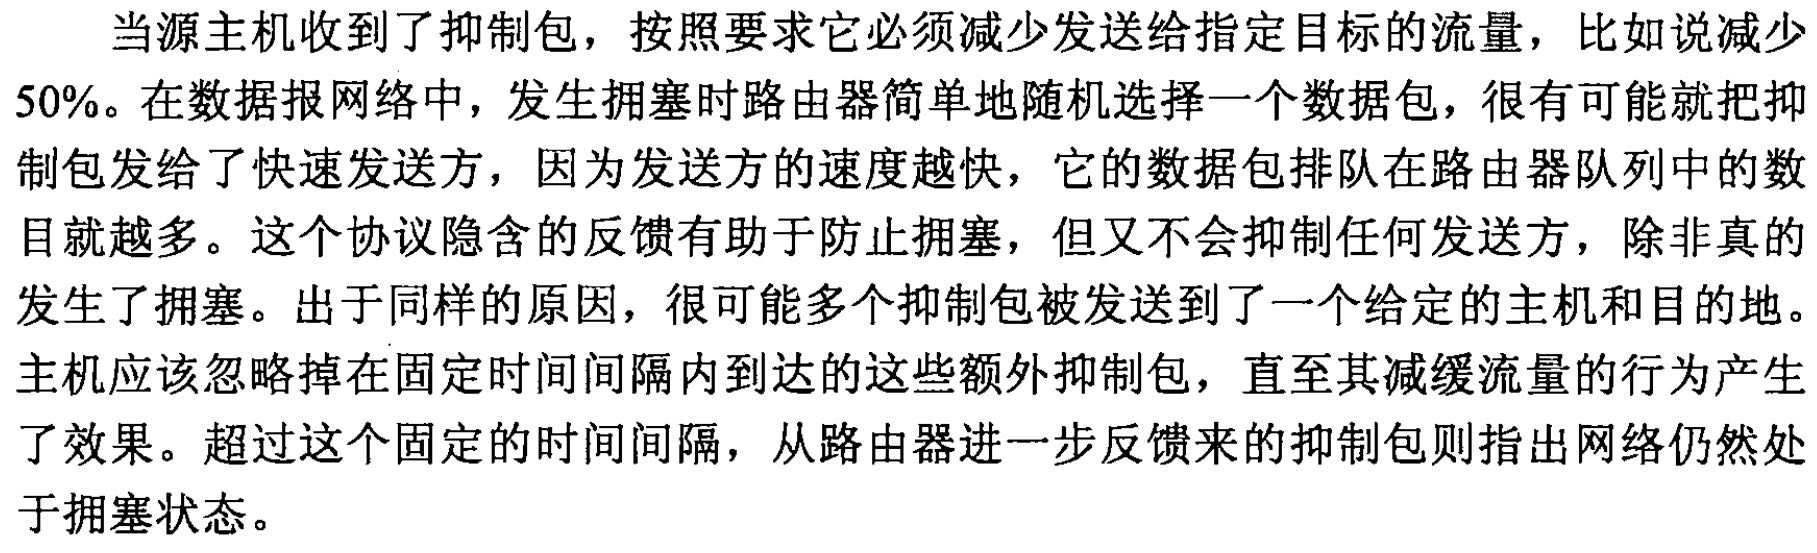 当源主机收到了抑制包，按照要求它必须减少发送给指定目标的流量，比如说减少
50%。在数据报网络中，发生拥塞时路由器简单地随机选择一个数据包，很有可能就把抑
制包发给了快速发送方，因为发送方的速度越快，它的数据包排队在路由器队列中的数
目就越多。这个协议隐含的反馈有助于防止拥塞，但又不会抑制任何发送方，除非真的
发生了拥塞。出于同样的原因，很可能多个抑制包被发送到了一个给定的主机和目的地。
主机应该忽略掉在固定时间间隔内到达的这些额外抑制包，直至其减缓流量的行为产生
了效果。超过这个固定的时间间隔，从路由器进一步反馈来的抑制包则指出网络仍然处
于拥塞状态。